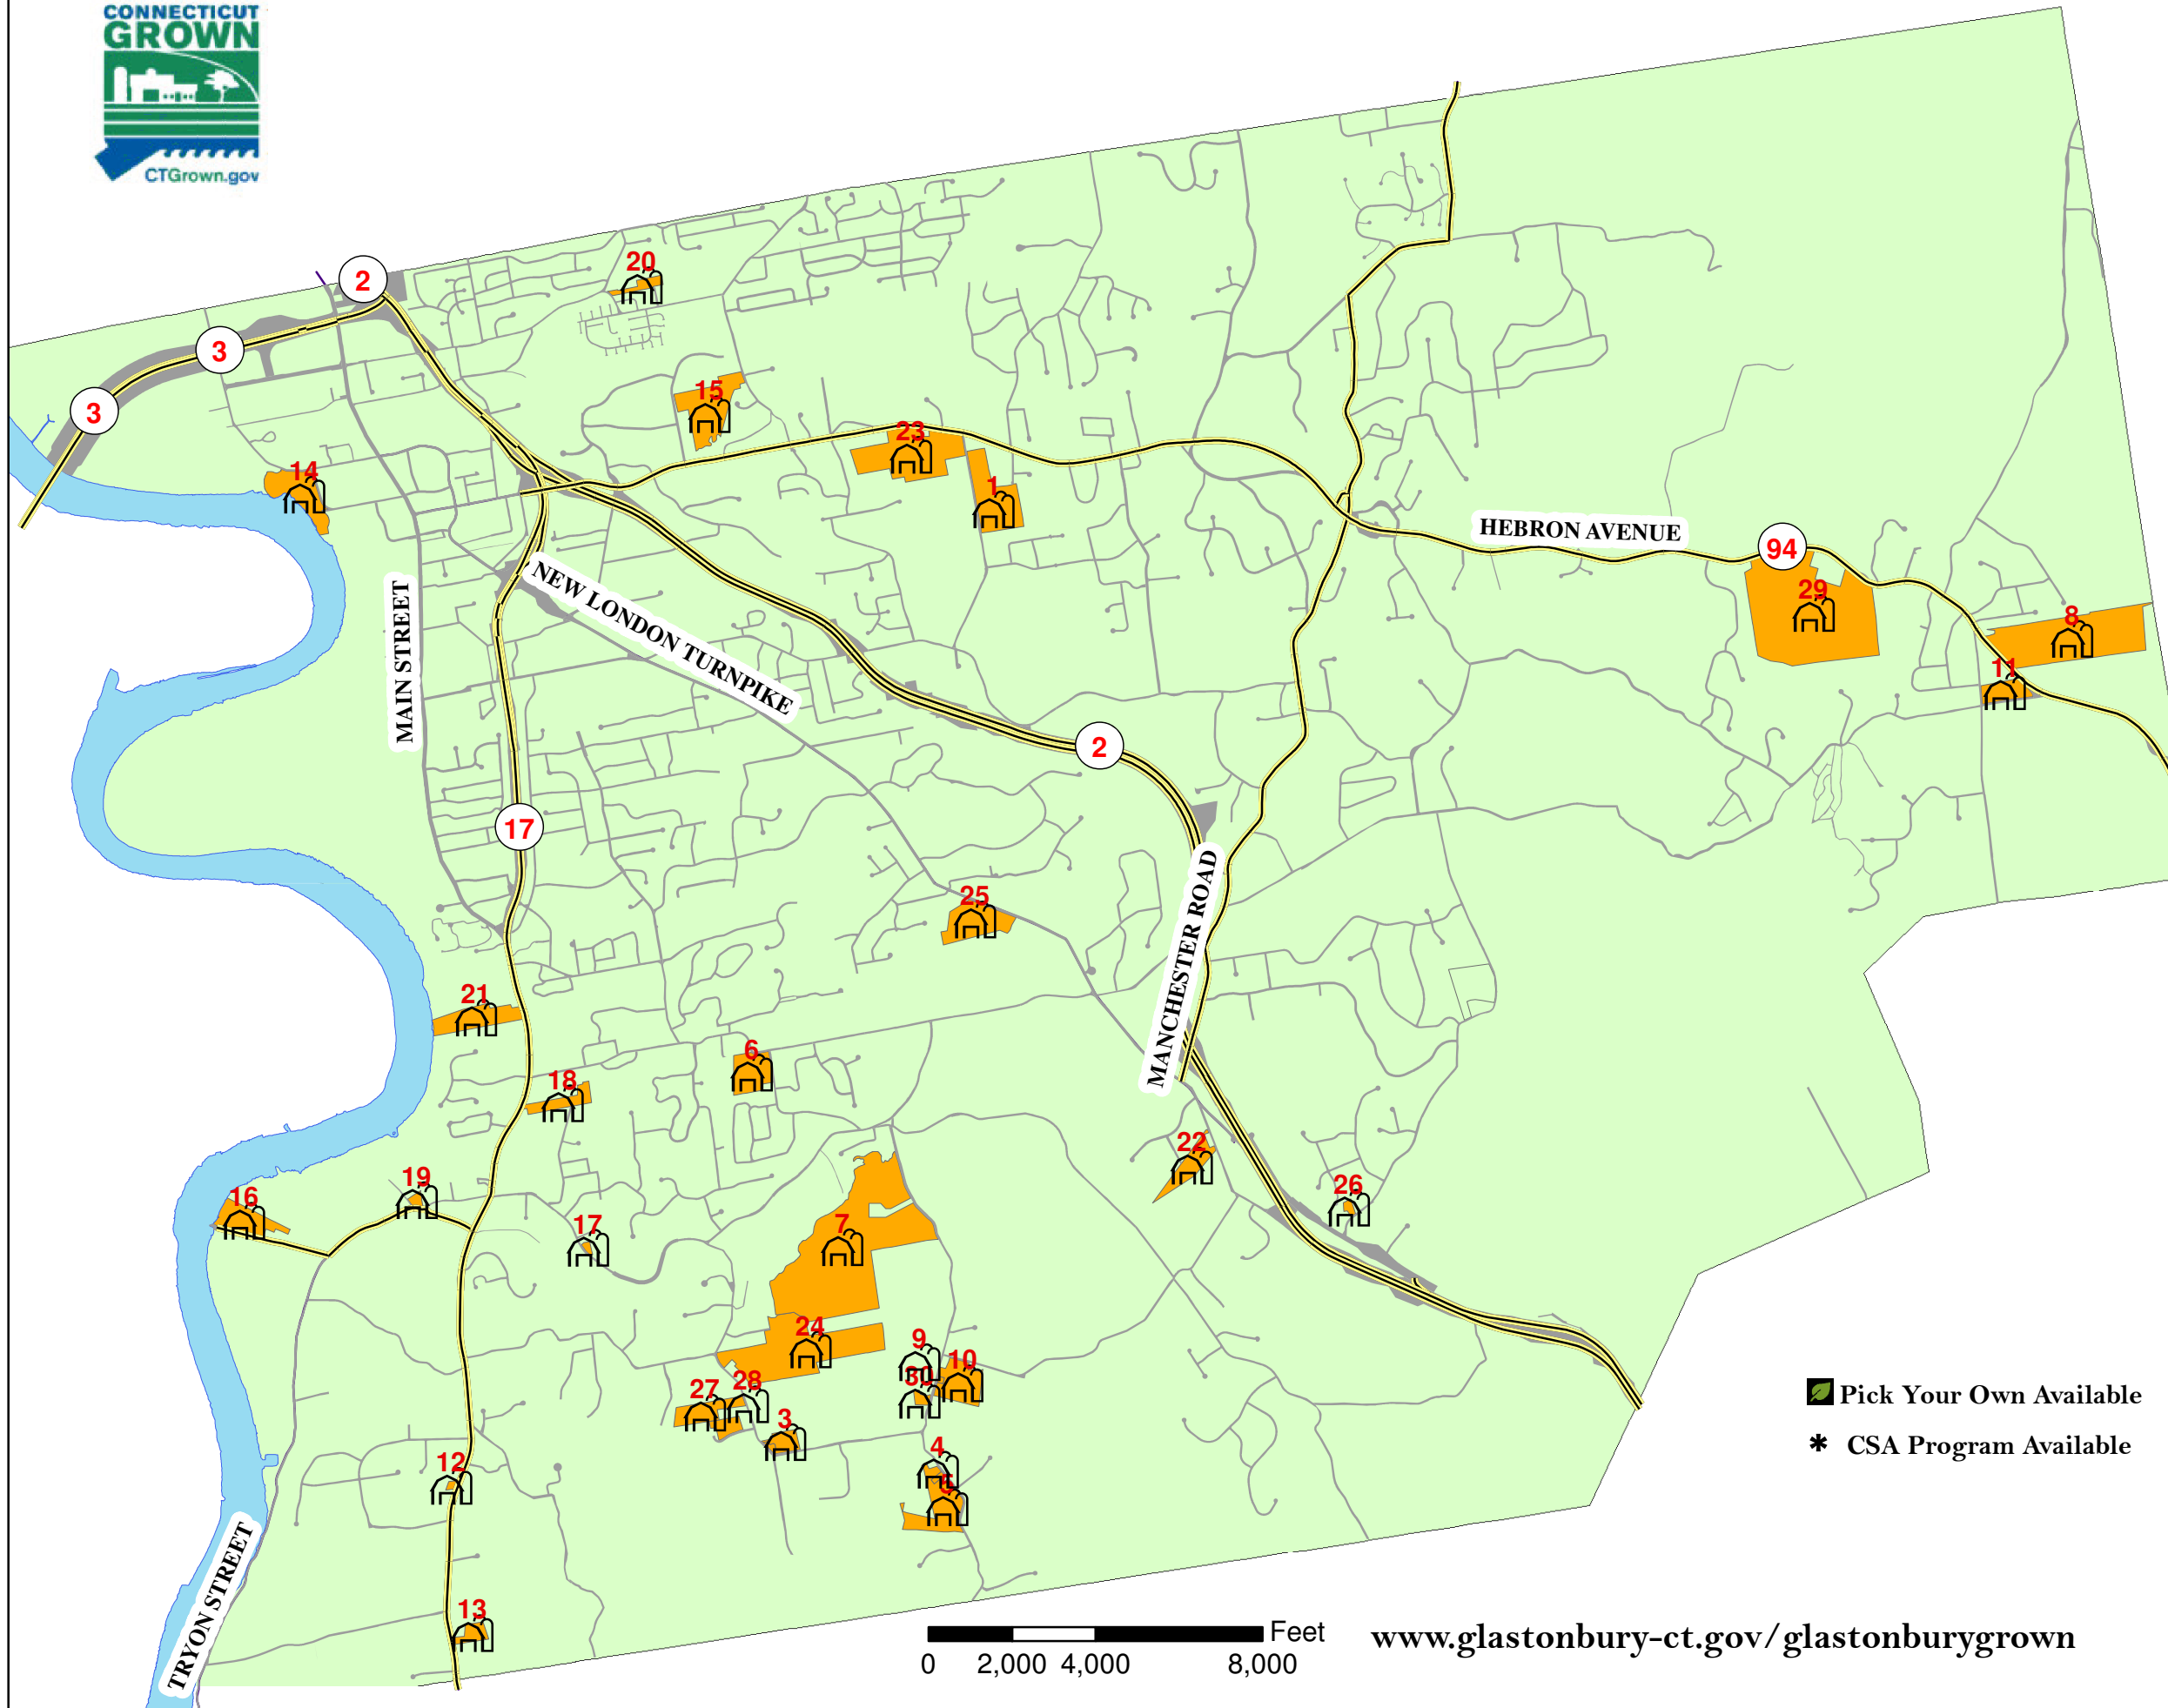 CONNECTICUT
GROWN
CTGrown.gov
2
20
3
3
15
23
14
1
HEBRON AVENUE
94
29
8
11
MAIN STREET
NEW LONDON TURNPIKE
2
17
25
MANCHESTER ROAD
21
6
18
22
19
16
26
17
7
24
9
10
30
28
27
3
4
5
12
13
TRYON STREET
Pick Your Own Available
* CSA Program Available
Feet
0 2,000 4,000 8,000
www.glastonbury-ct.gov/glastonburygrown